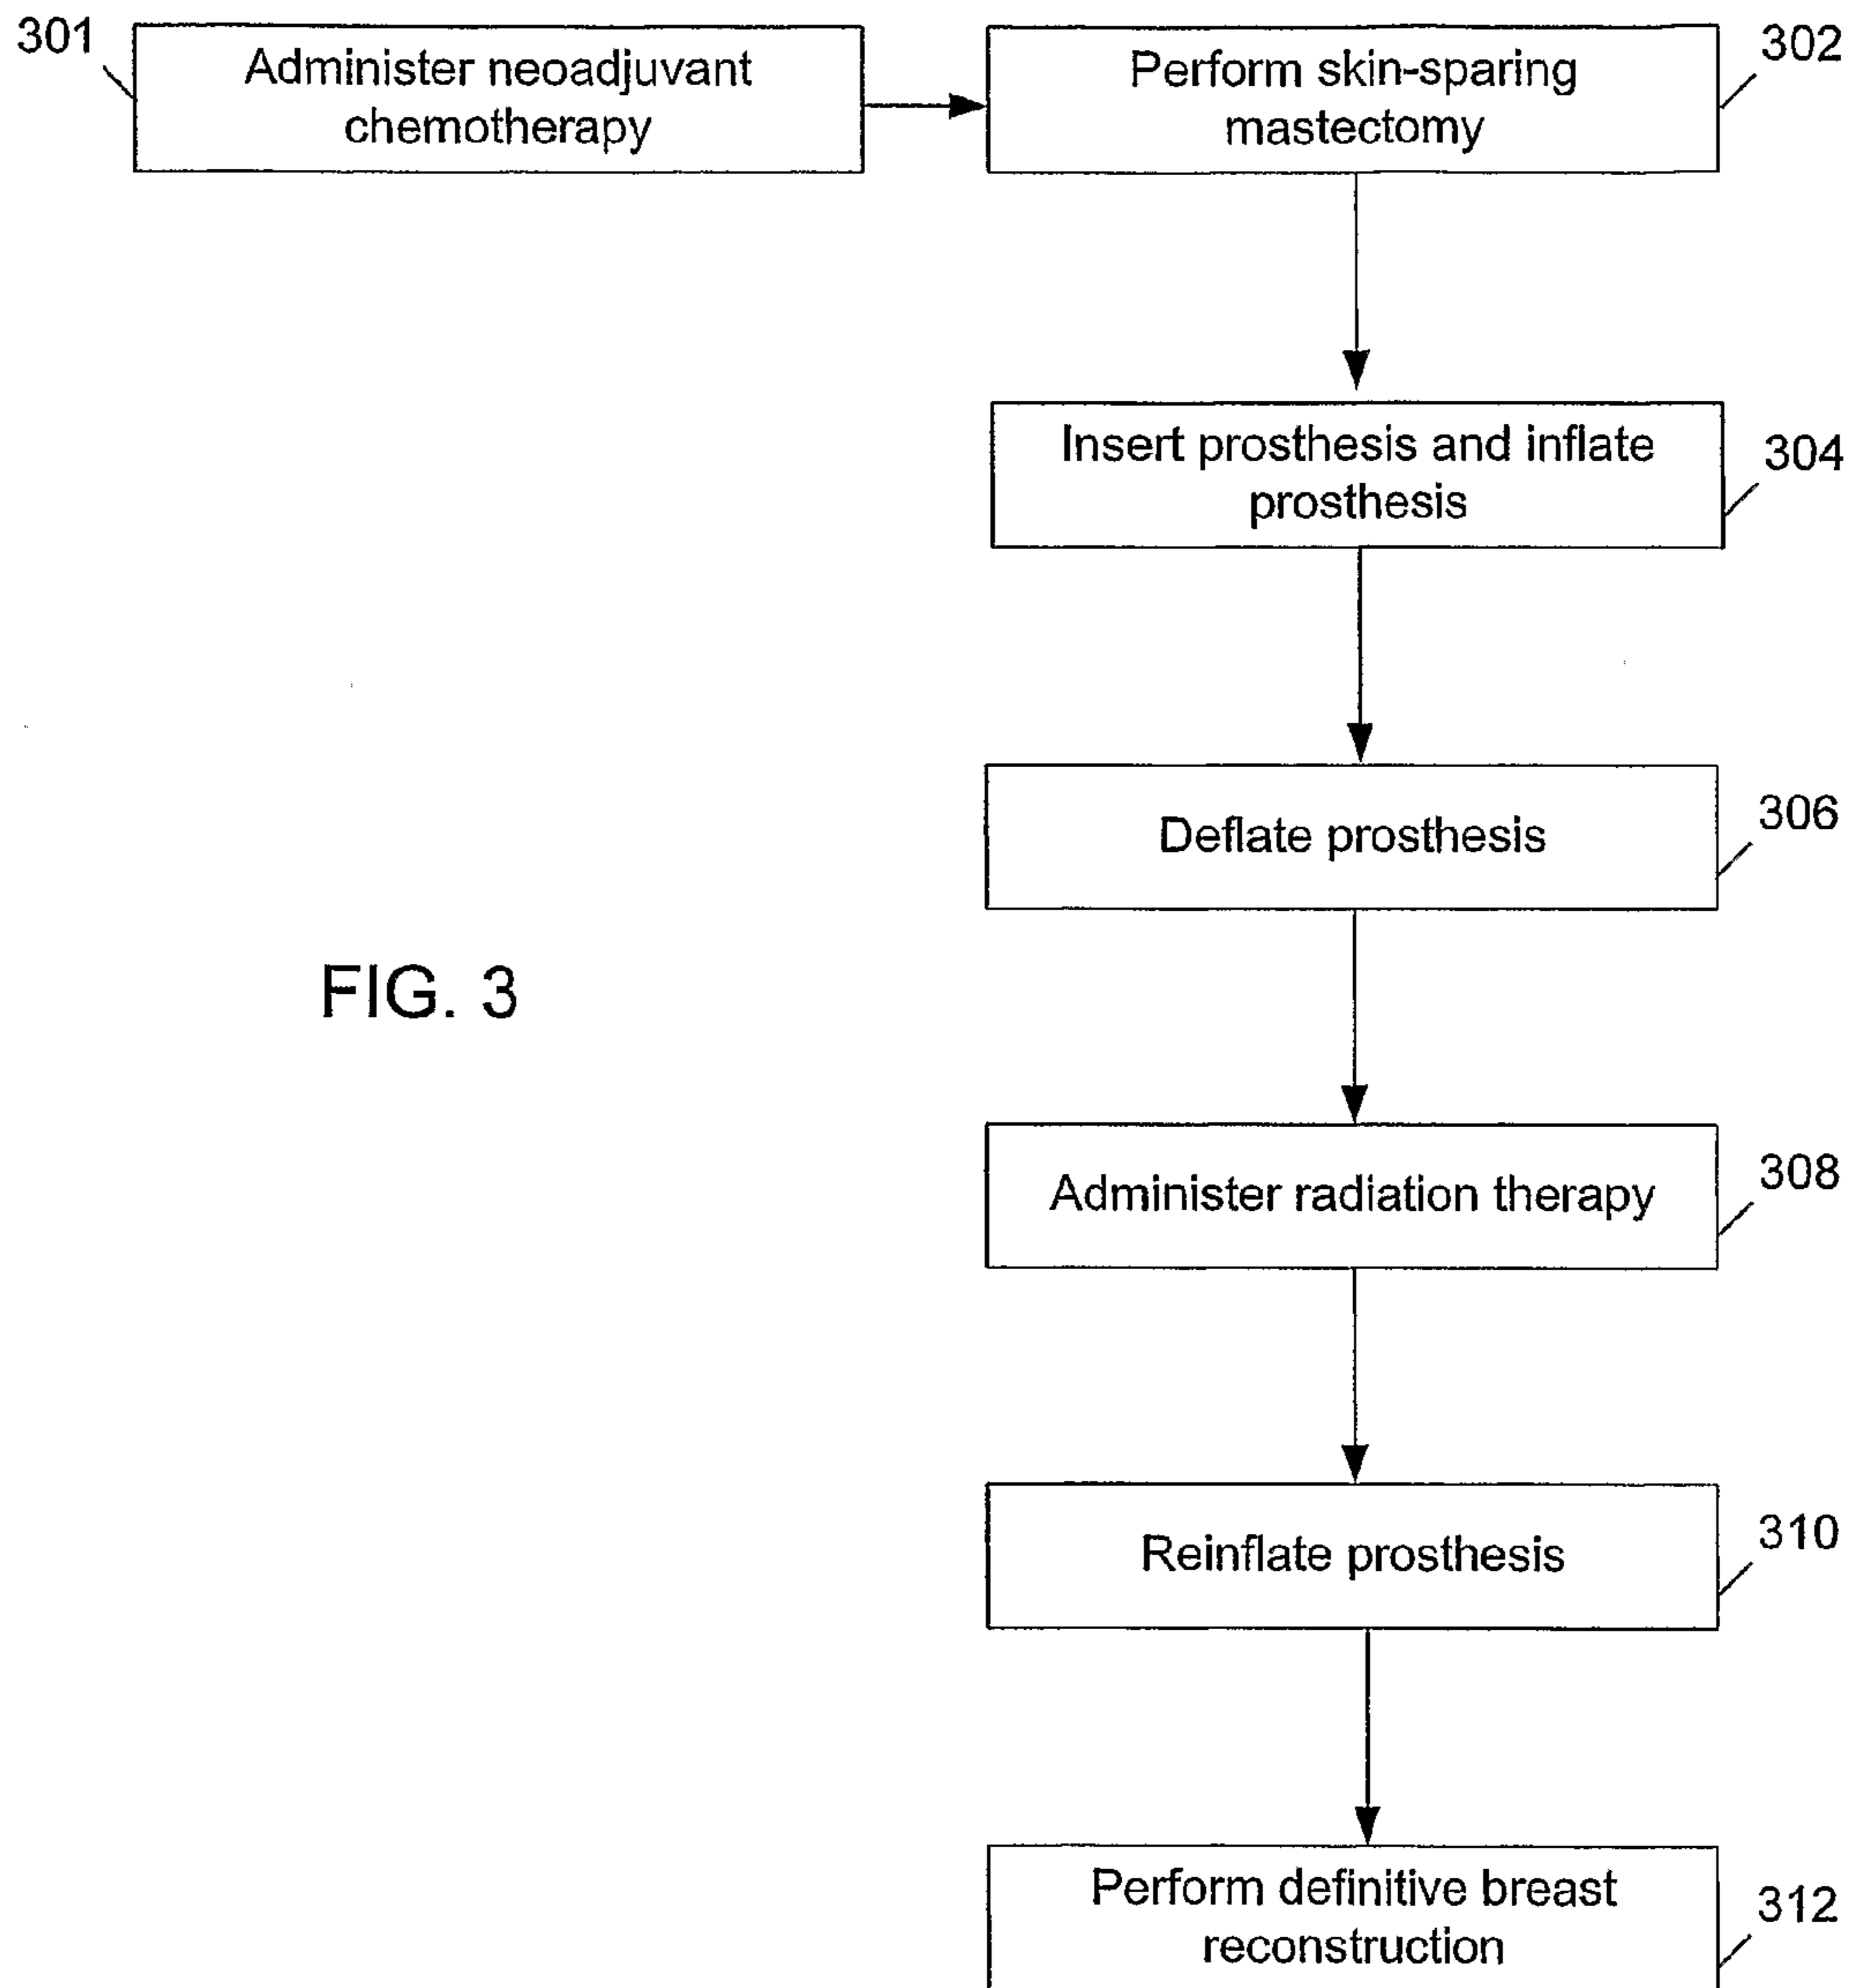 301
Administer neoadjuvant
chemotherapy
Perform skin-sparing
mastectomy
302
Insert prosthesis and inflate
prosthesis
304
Deflate prosthesis
306
FIG. 3
Administer radiation therapy
308
Reinflate prosthesis
310
Perform definitive breast
reconstruction
312